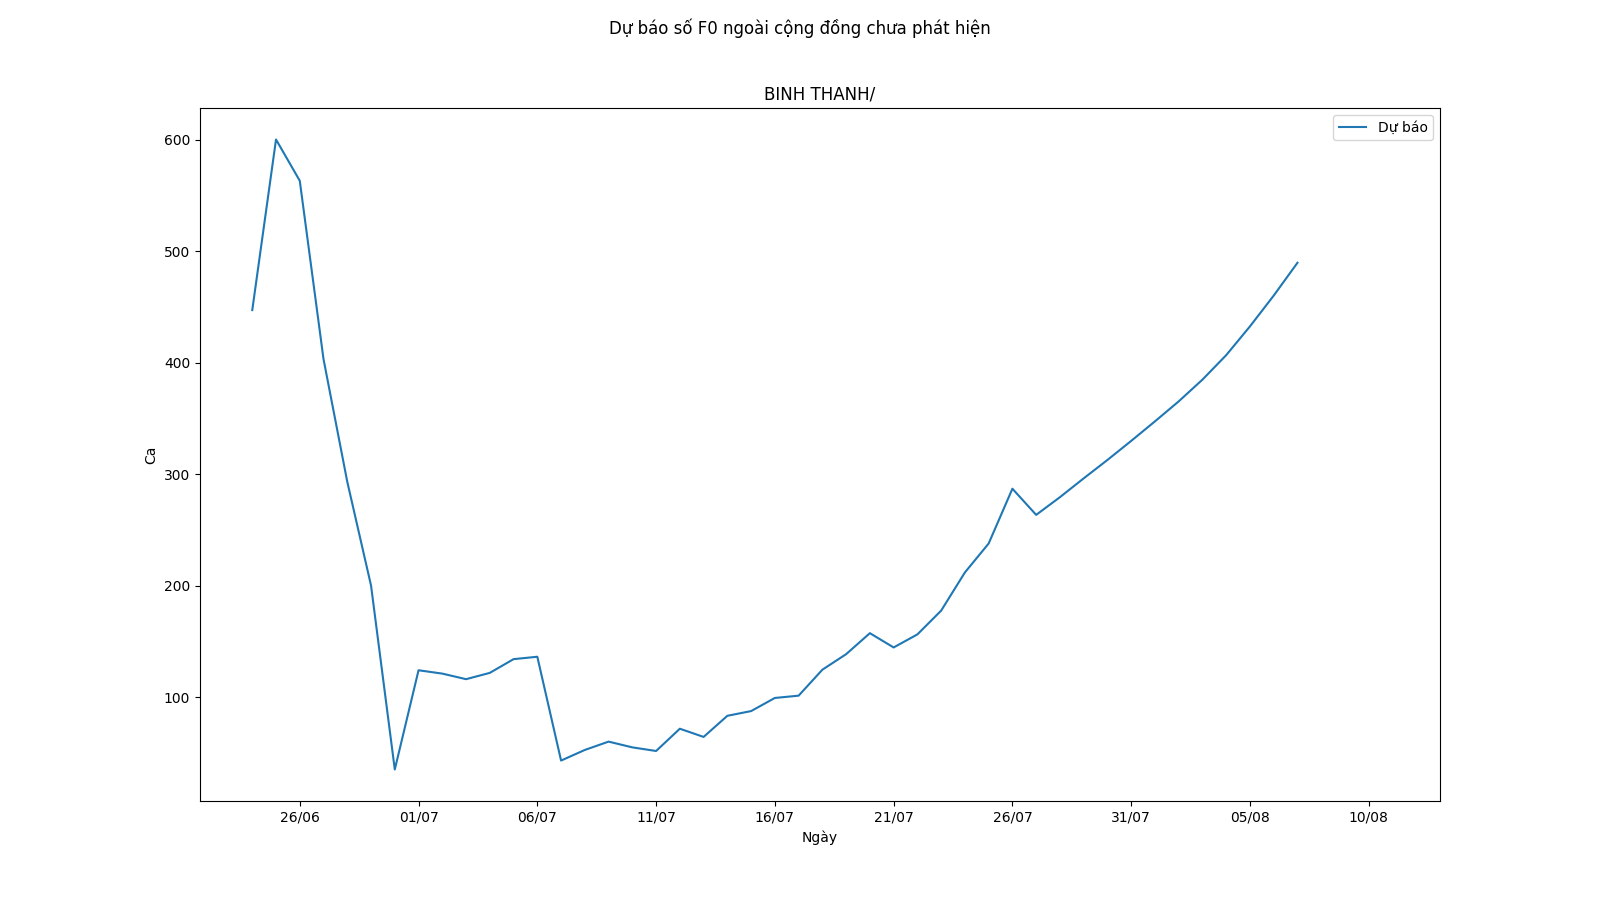 Dự báo số F0 ngoài cộng đồng chưa phát hiện
BINH THANH/
Dự báo
600
500
400
300
200
100
Ca
26/06 01/07 06/07 11/07 16/07 21/07 26/07 31/07 05/08 10/08
Ngày